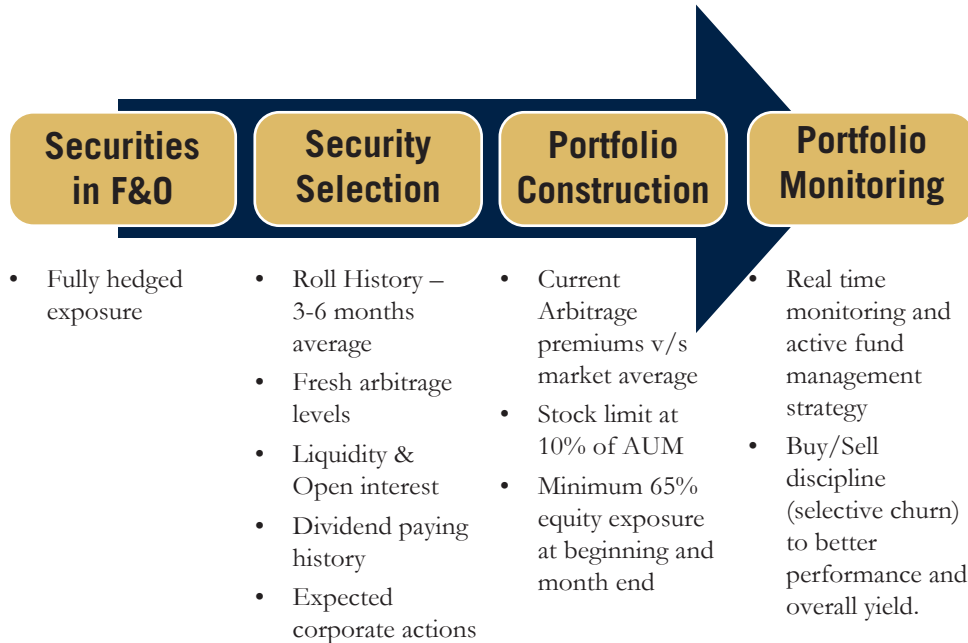 Securities
in F&O
• Fully hedged
exposure
Security
Selection
• Roll History –
3-6 months
average
• Fresh arbitrage
levels
• Liquidity &
Open interest
• Dividend paying
history
• Expected
corporate actions
Portfolio
Construction
• Current
Arbitrage
premiums v/s
market average
• Stock limit at
10% of AUM
• Minimum 65%
equity exposure
at beginning and
month end
Portfolio
Monitoring
• Real time
monitoring and
active fund
management
strategy
• Buy/Sell
discipline
(selective churn)
to better
performance and
overall yield.